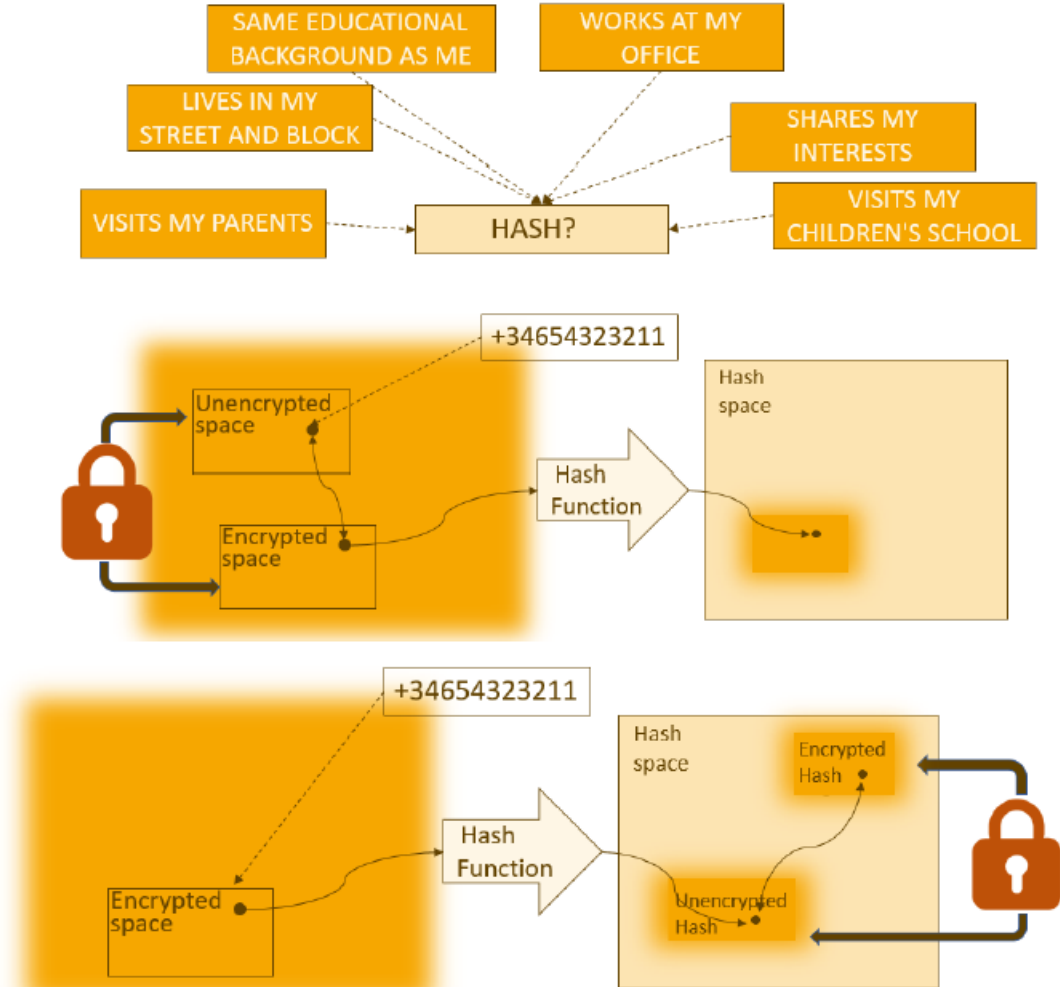 SAME EDUCATIONAL
BACKGROUND AS ME
WORKS AT MY
OFFICE
LIVES IN MY
STREET AND BLOCK
SHARES MY
INTERESTS
VISITS MY PARENTS
HASH?
VISITS MY
CHILDREN'S SCHOOL
+34654323211
Unencrypted
space
Hash
space
Hash
Function
Encrypted
space
+34654323211
Hash
space
Encrypted
Hash
Hash
Function
Encrypted
space
Unencrypted
Hash